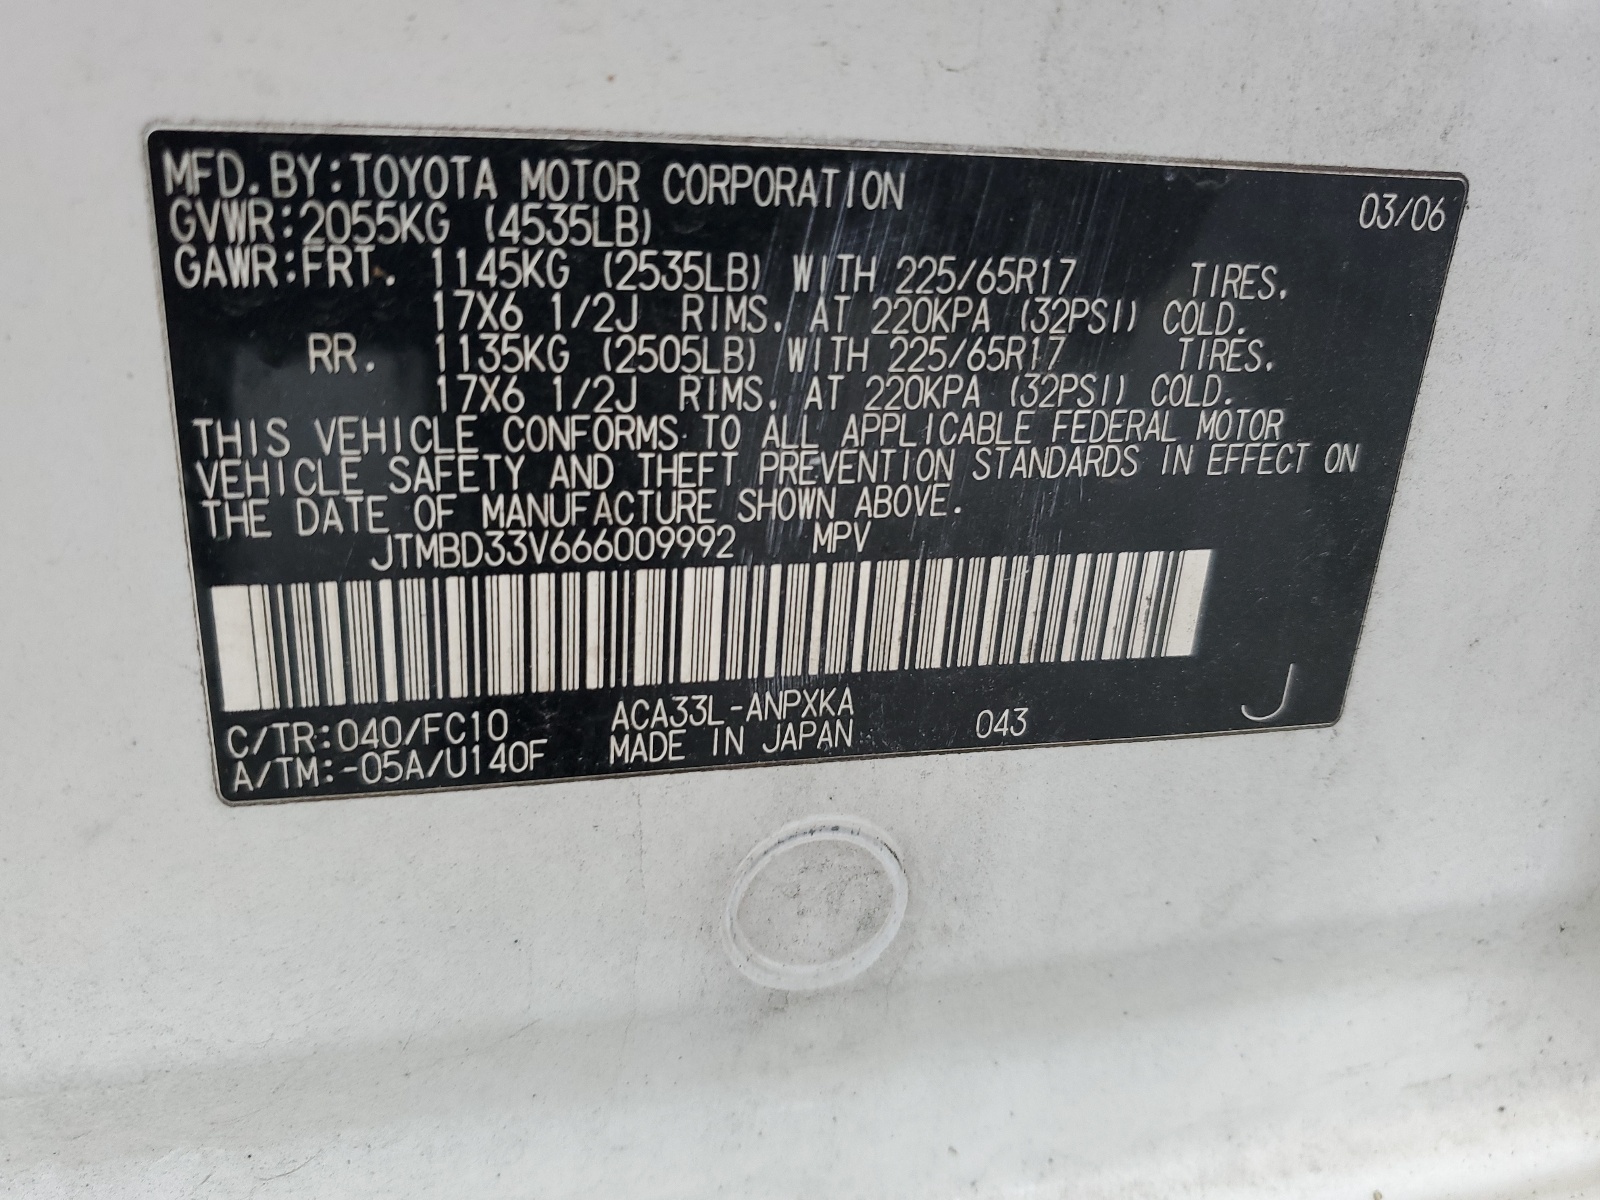 MFD. BY: TOYOTA MOTOR CORPORATION 03/06
GVWR: 2055KG (4535LB)
GAWR: FRT. 1145KG (2535LB) WITH 225/65R17 TIRES,
17X6 1/2J RIMS, AT 220KPA (32PSI) COLD.
RR. 1135KG (2505LB) WITH 225/65R17 TIRES,
17X6 1/2J RIMS, AT 220KPA (32PSI) COLD.
THIS VEHICLE CONFORMS TO ALL APPLICABLE FEDERAL MOTOR
VEHICLE SAFETY AND THEFT PREVENTION STANDARDS IN EFFECT ON
THE DATE OF MANUFACTURE SHOWN ABOVE.
JTMBD33V666009992 MPV
C/TR: 040/FC10 ACA33L-ANPXKA 043 J
A/TM: -05A/U140F MADE IN JAPAN